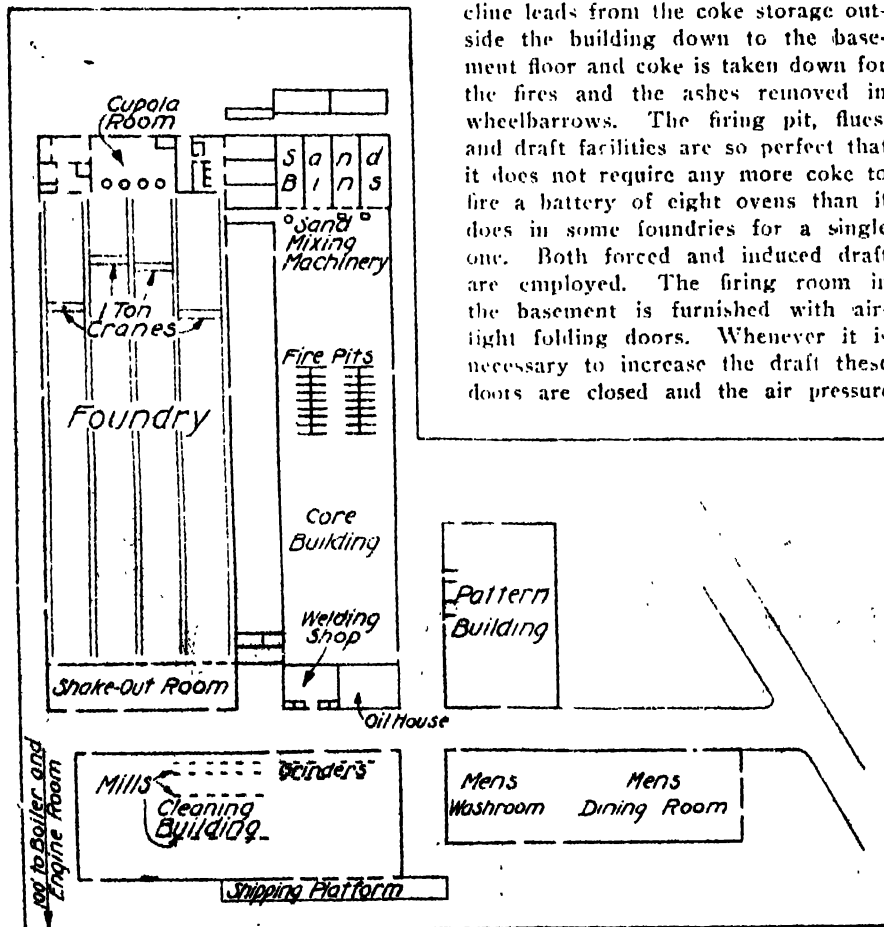 cline leads from the coke storage out-
side the building down to the base-
ment floor and coke is taken down for
the fires and the ashes removed in
wheelbarrows. The firing pit, flues
and draft facilities are so perfect that
it does not require any more coke to
fire a battery of eight ovens than it
does in some foundries for a single
one. Both forced and induced draft
are employed. The firing room in
the basement is furnished with air-
tight folding doors. Whenever it is
necessary to increase the draft these
doors are closed and the air pressure
Cupola
Room
Sand
Bins
Sand
Mixing
Machinery
1 Ton
Cranes
Fire Pits
Foundry
Core
Building
Pattern
Building
Welding
Shop
Shake-Out Room
Oil House
Grinders
Mills
Cleaning
Building
Mens
Washroom
Mens
Dining Room
Shipping Platform
100' to Boiler and
Engine Room